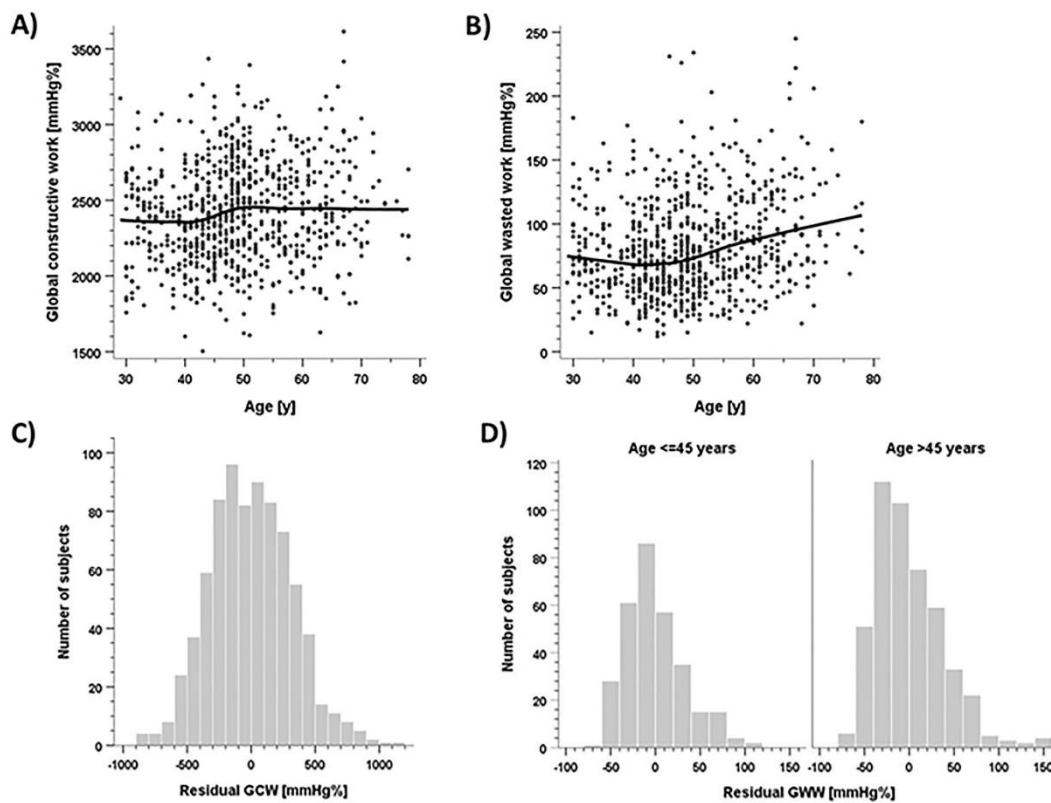 A)
Global constructive work [mmHg%]
3500
3000
2500
2000
1500
30 40 50 60 70 80
Age [y]
B)
Global wasted work [mmHg%]
250
200
150
100
50
0
30 40 50 60 70 80
Age [y]
C)
Number of subjects
100
80
60
40
20
0
-1000 -500 0 500 1000
Residual GCW [mmHg%]
D)
Age <=45 years
Age >45 years
Number of subjects
120
100
80
60
40
20
0
-100 -50 0 50 100 150
-100 -50 0 50 100 150
Residual GWW [mmHg%]